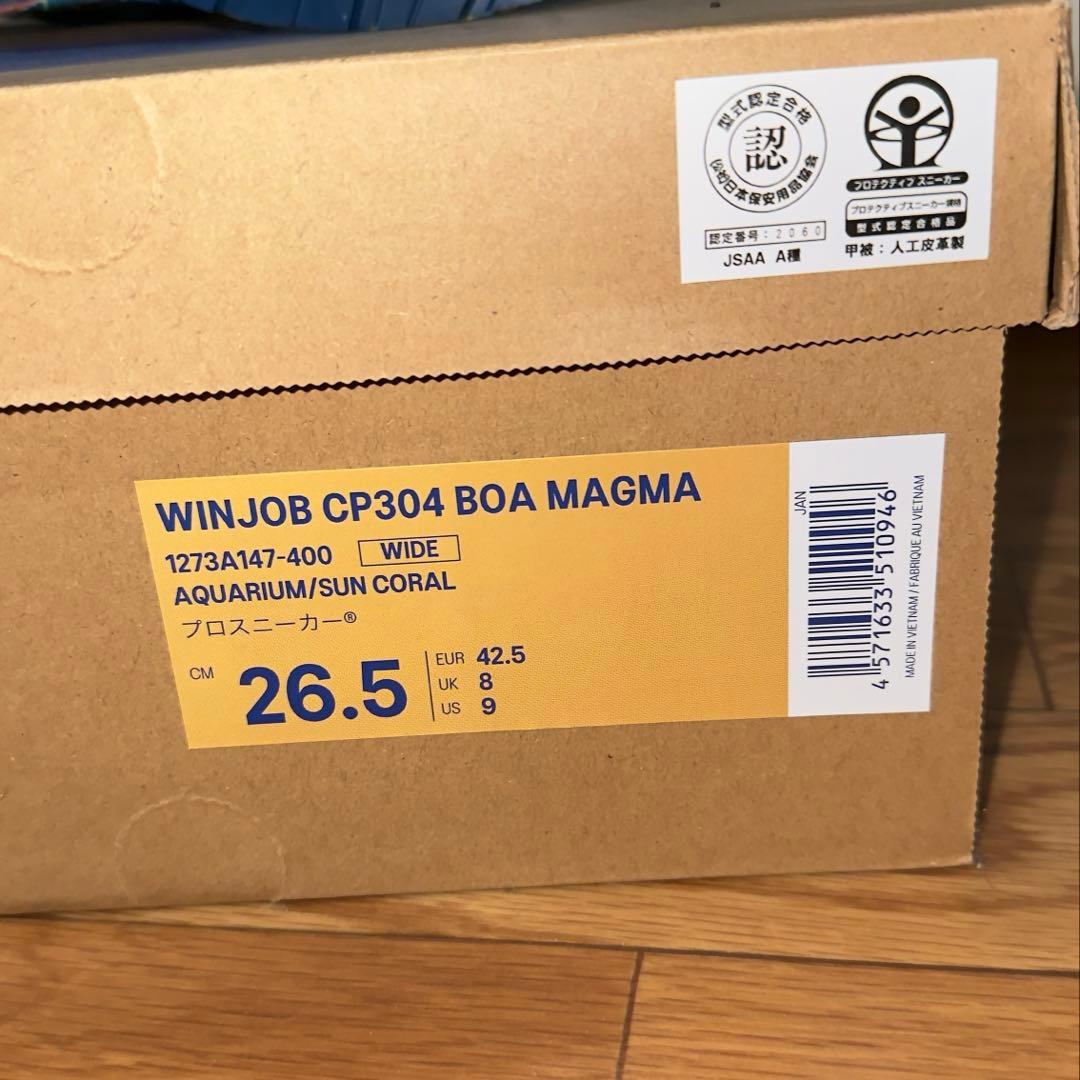 型式認定合格
認
(公社)日本保安用品協会
認定番号:2060
JSAA A種
プロテクティブ スニーカー
プロテクティブスニーカー規格
型式認定合格品
甲被:人工皮革製
WINJOB CP304 BOA MAGMA
1273A147-400 WIDE
AQUARIUM/SUN CORAL
プロスニーカー®
CM 26.5
EUR 42.5
UK 8
US 9
JAN
4 571633 510946
MADE IN VIETNAM / FABRIQUE AU VIETNAM